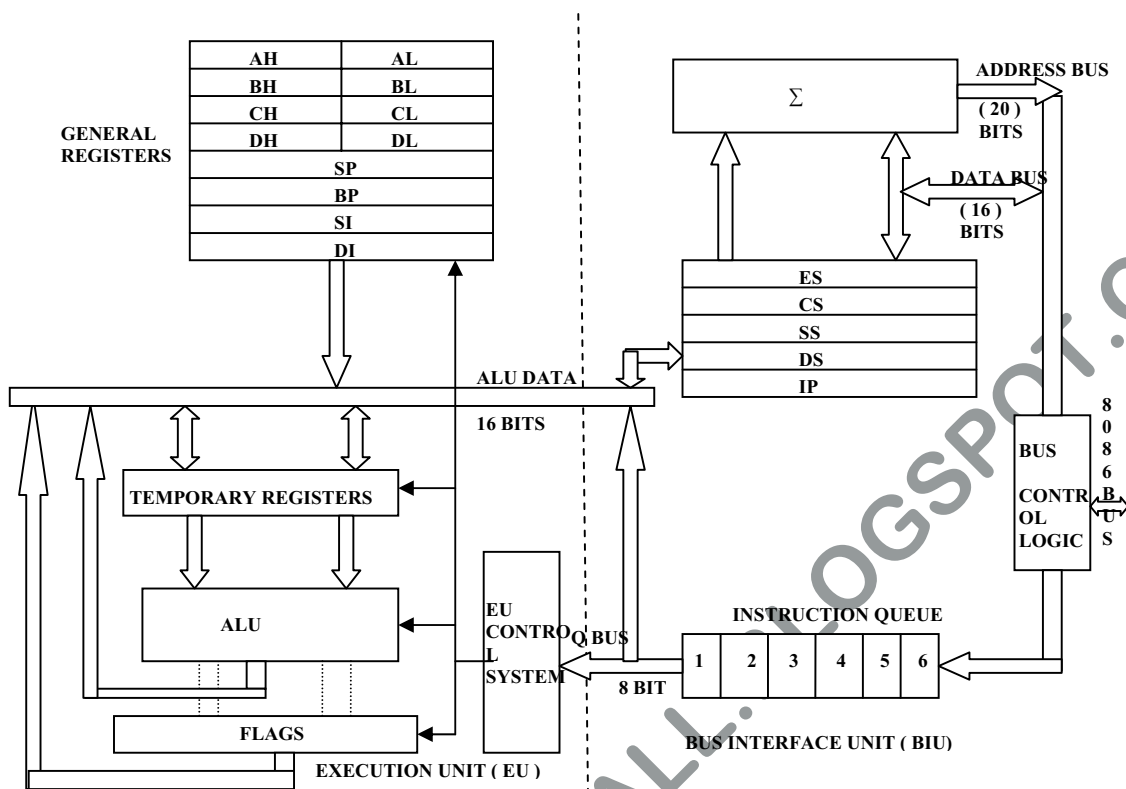 GENERAL
REGISTERS
AH AL
BH BL
CH CL
DH DL
SP
BP
SI
DI
Σ
ADDRESS BUS
( 20 )
BITS
DATA BUS
( 16 )
BITS
ES
CS
SS
DS
IP
ALU DATA
16 BITS
TEMPORARY REGISTERS
ALU
FLAGS
EU
CONTRO
L
SYSTEM
Q BUS
8 BIT
INSTRUCTION QUEUE
1 2 3 4 5 6
BUS
CONTR
OL
LOGIC
8
0
8
6
B
U
S
EXECUTION UNIT ( EU )
BUS INTERFACE UNIT ( BIU)
ALL.BLOGSPOT.C